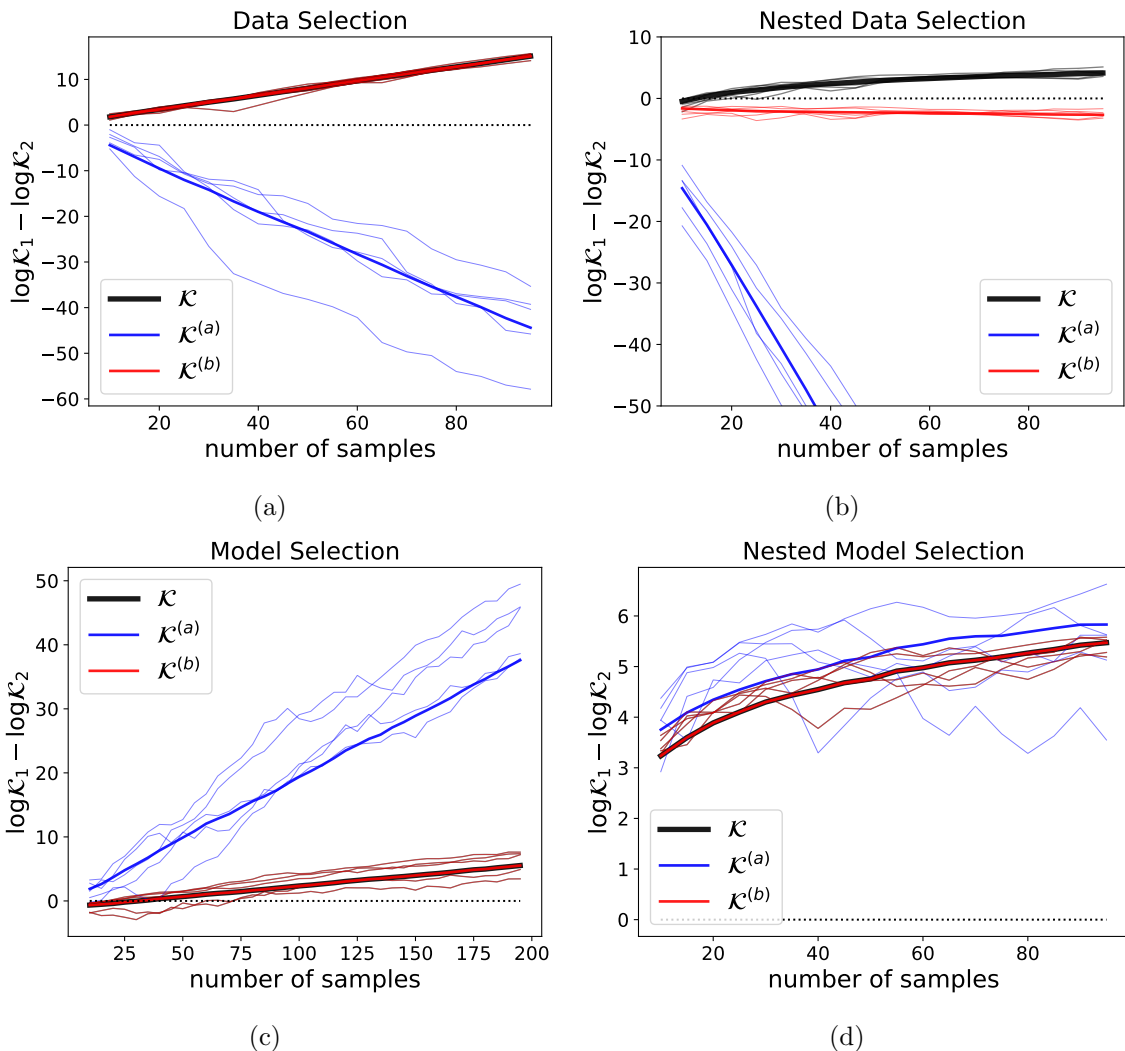 Data Selection
log𝒦₁ − log𝒦₂
10
0
−10
−20
−30
−40
−50
−60
𝒦
𝒦⁽ᵃ⁾
𝒦⁽ᵇ⁾
20
40
60
80
number of samples
(a)
Nested Data Selection
log𝒦₁ − log𝒦₂
10
0
−10
−20
−30
−40
−50
𝒦
𝒦⁽ᵃ⁾
𝒦⁽ᵇ⁾
20
40
60
80
number of samples
(b)
Model Selection
log𝒦₁ − log𝒦₂
50
40
30
20
10
0
𝒦
𝒦⁽ᵃ⁾
𝒦⁽ᵇ⁾
25
50
75
100
125
150
175
200
number of samples
(c)
Nested Model Selection
log𝒦₁ − log𝒦₂
6
5
4
3
2
1
0
𝒦
𝒦⁽ᵃ⁾
𝒦⁽ᵇ⁾
20
40
60
80
number of samples
(d)